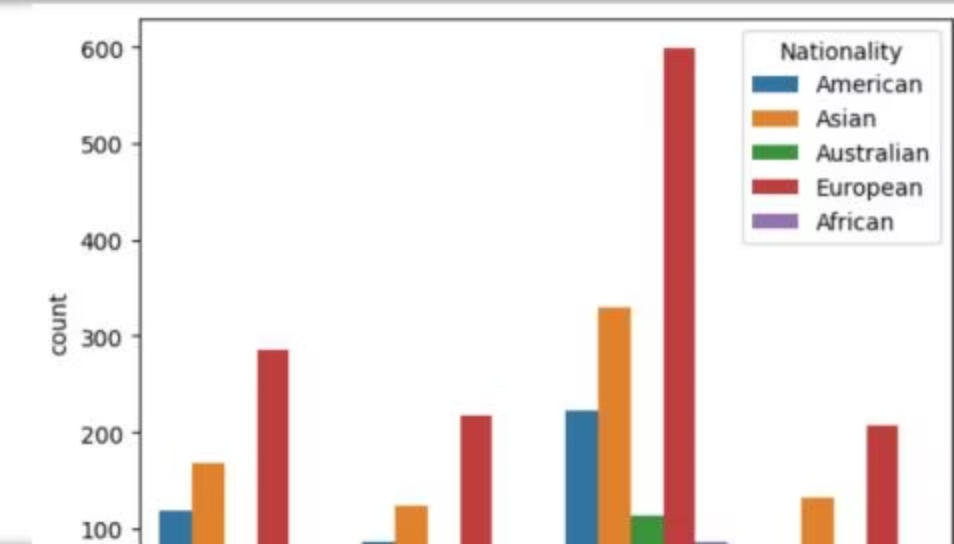 600
500
400
300
200
100
count
Nationality
American
Asian
Australian
European
African